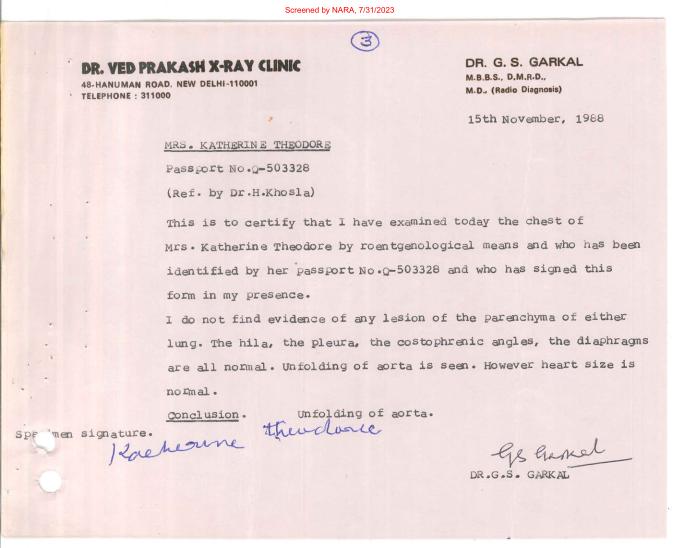 Screened by NARA, 7/31/2023
3
DR. VED PRAKASH X-RAY CLINIC
48-HANUMAN ROAD, NEW DELHI-110001
TELEPHONE : 311000
DR. G. S. GARKAL
M.B.B.S., D.M.R.D.,
M.D., (Radio Diagnosis)
15th November, 1988
MRS. KATHERINE THEODORE
Passport No.Q-503328
(Ref. by Dr.H.Khosla)
This is to certify that I have examined today the chest of
Mrs. Katherine Theodore by roentgenological means and who has been
identified by her passport No.Q-503328 and who has signed this
form in my presence.
I do not find evidence of any lesion of the parenchyma of either
lung. The hila, the pleura, the costophrenic angles, the diaphragms
are all normal. Unfolding of aorta is seen. However heart size is
normal.
Conclusion. Unfolding of aorta.
Specimen signature.
Katherine Theodore
GS Garkal
DR.G.S. GARKAL